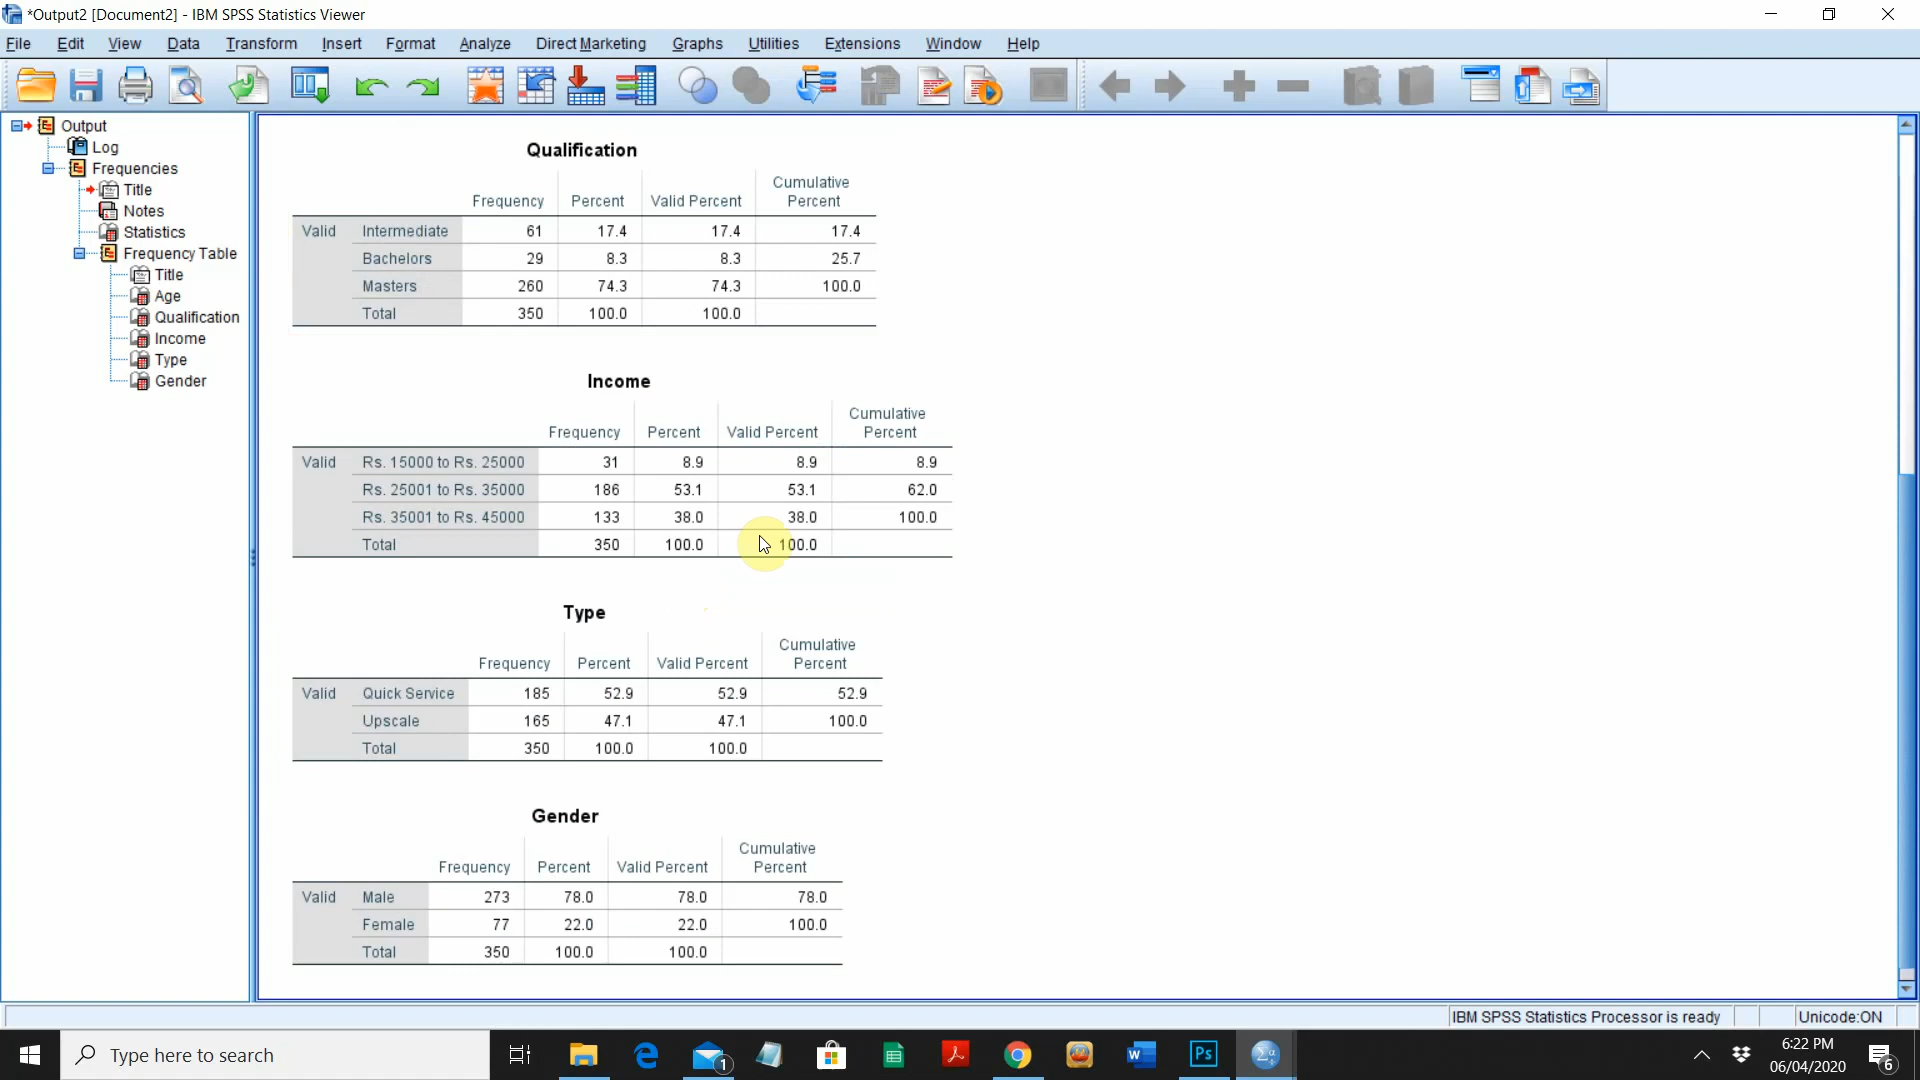 *Output2 [Document2] - IBM SPSS Statistics Viewer
File Edit View Data Transform Insert Format Analyze Direct Marketing Graphs Utilities Extensions Window Help
Output
Log
Frequencies
Title
Notes
Statistics
Frequency Table
Title
Age
Qualification
Income
Type
Gender
Qualification
Frequency Percent Valid Percent Cumulative Percent
Valid Intermediate 61 17.4 17.4 17.4
Bachelors 29 8.3 8.3 25.7
Masters 260 74.3 74.3 100.0
Total 350 100.0 100.0
Income
Frequency Percent Valid Percent Cumulative Percent
Valid Rs. 15000 to Rs. 25000 31 8.9 8.9 8.9
Rs. 25001 to Rs. 35000 186 53.1 53.1 62.0
Rs. 35001 to Rs. 45000 133 38.0 38.0 100.0
Total 350 100.0 100.0
Type
Frequency Percent Valid Percent Cumulative Percent
Valid Quick Service 185 52.9 52.9 52.9
Upscale 165 47.1 47.1 100.0
Total 350 100.0 100.0
Gender
Frequency Percent Valid Percent Cumulative Percent
Valid Male 273 78.0 78.0 78.0
Female 77 22.0 22.0 100.0
Total 350 100.0 100.0
IBM SPSS Statistics Processor is ready Unicode:ON
Type here to search 1 Ps 6:22 PM
06/04/2020 6